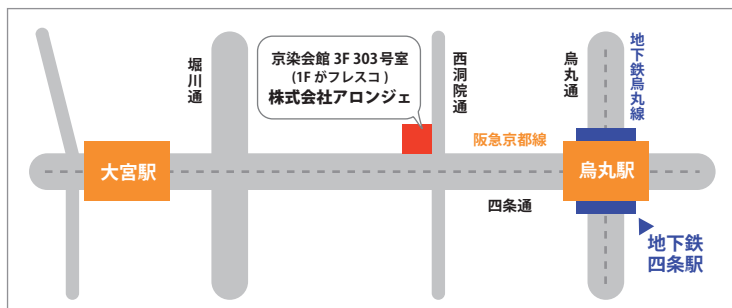 京染会館 3F 303号室
(1F がフレスコ )
株式会社アロンジェ
堀川通
西洞院通
烏丸通
地下鉄烏丸線
阪急京都線
大宮駅
烏丸駅
四条通
地下鉄
四条駅